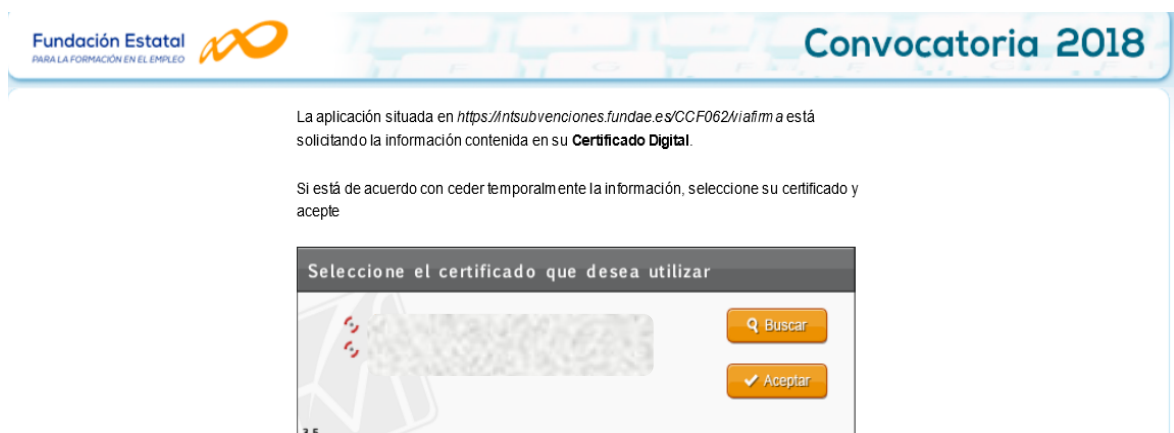 Fundación Estatal
PARA LA FORMACIÓN EN EL EMPLEO
Convocatoria 2018
La aplicación situada en https://intsubvenciones.fundae.es/CCF062/viafirma está
solicitando la información contenida en su Certificado Digital.
Si está de acuerdo con ceder temporalmente la información, seleccione su certificado y
acepte
Seleccione el certificado que desea utilizar
Buscar
Aceptar
3.5